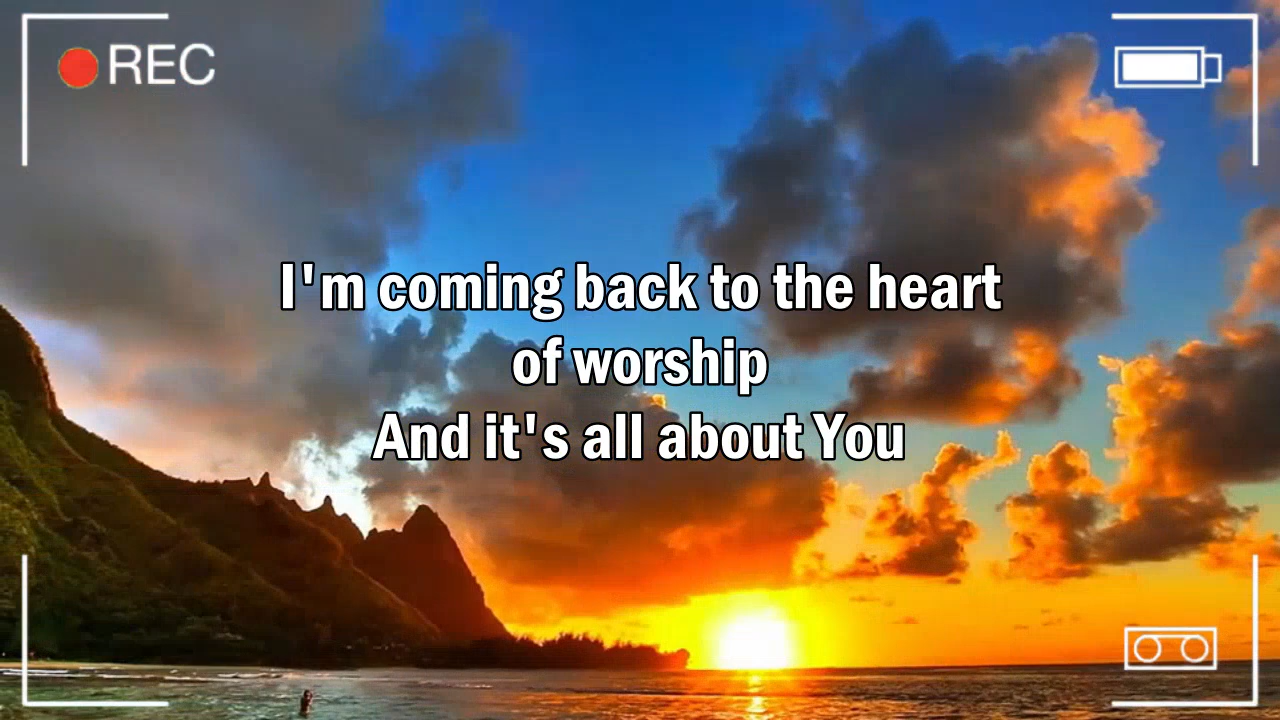 REC
I'm coming back to the heart
of worship
And it's all about You